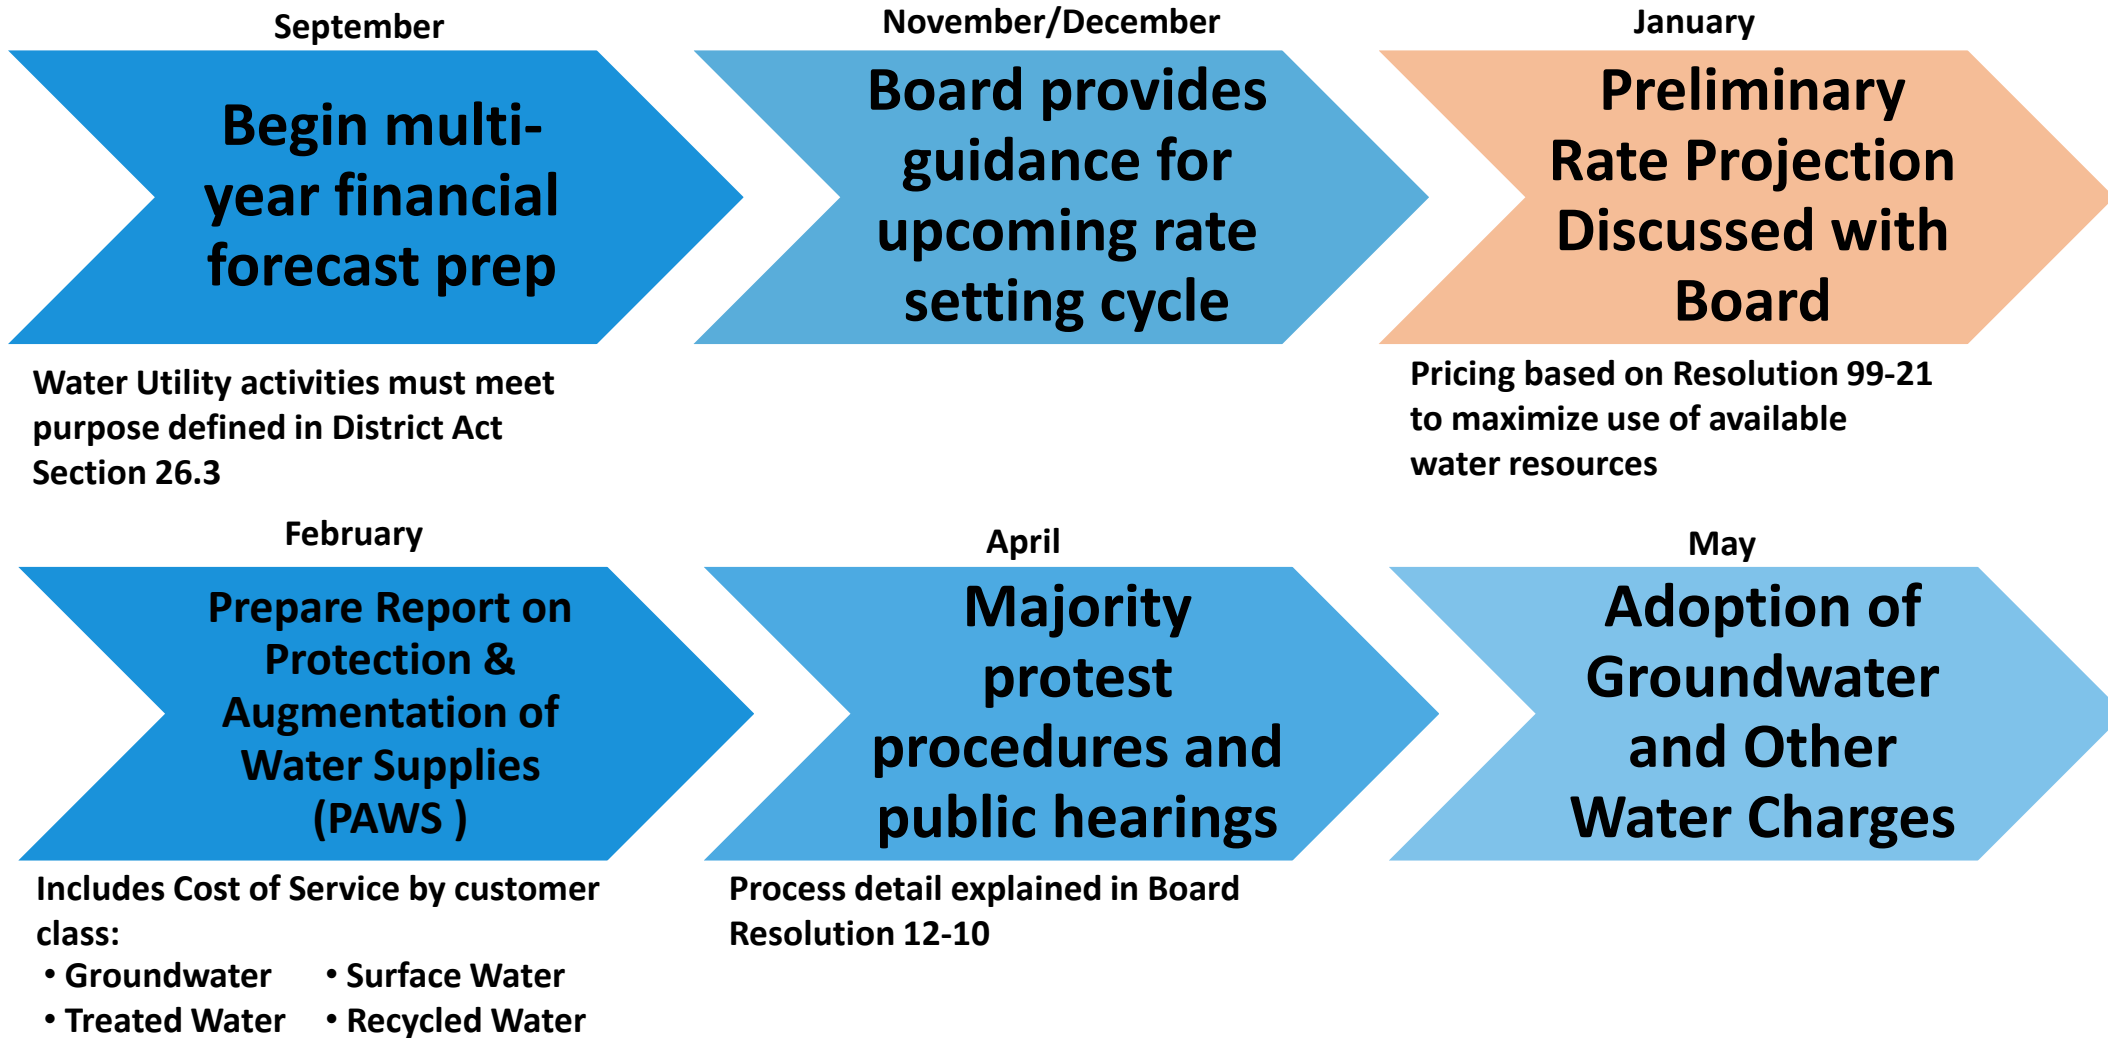 September
Begin multi-
year financial
forecast prep
Water Utility activities must meet
purpose defined in District Act
Section 26.3
November/December
Board provides
guidance for
upcoming rate
setting cycle
January
Preliminary
Rate Projection
Discussed with
Board
Pricing based on Resolution 99-21
to maximize use of available
water resources
February
Prepare Report on
Protection &
Augmentation of
Water Supplies
(PAWS )
Includes Cost of Service by customer
class:
• Groundwater • Surface Water
• Treated Water • Recycled Water
April
Majority
protest
procedures and
public hearings
Process detail explained in Board
Resolution 12-10
May
Adoption of
Groundwater
and Other
Water Charges